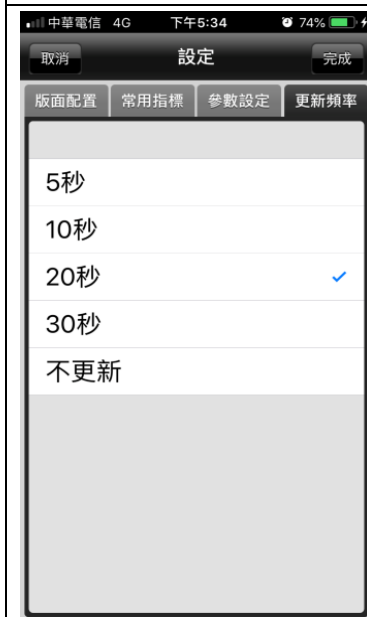 中華電信 4G 下午5:34 74%
取消 設定 完成
版面配置 常用指標 參數設定 更新頻率
5秒
10秒
20秒
30秒
不更新